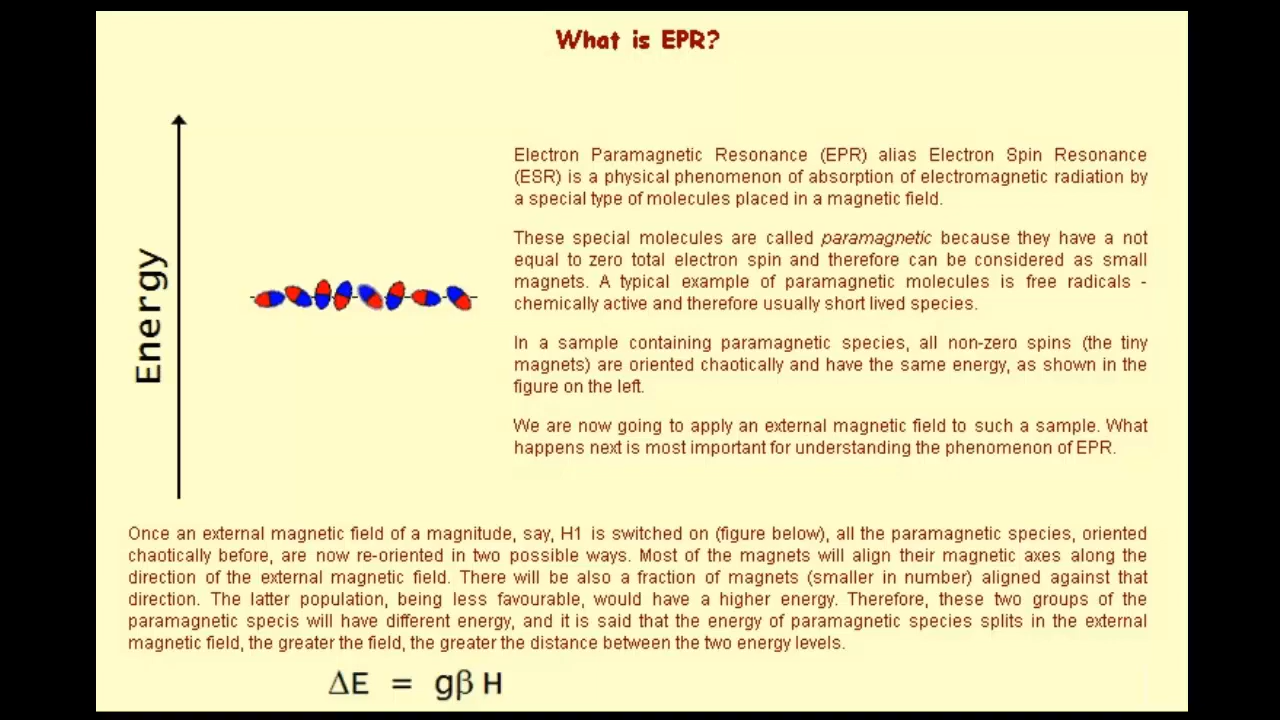 What is EPR?
Energy
Electron Paramagnetic Resonance (EPR) alias Electron Spin Resonance
(ESR) is a physical phenomenon of absorption of electromagnetic radiation by
a special type of molecules placed in a magnetic field.
These special molecules are called paramagnetic because they have a not
equal to zero total electron spin and therefore can be considered as small
magnets. A typical example of paramagnetic molecules is free radicals -
chemically active and therefore usually short lived species.
In a sample containing paramagnetic species, all non-zero spins (the tiny
magnets) are oriented chaotically and have the same energy, as shown in the
figure on the left.
We are now going to apply an external magnetic field to such a sample. What
happens next is most important for understanding the phenomenon of EPR.
Once an external magnetic field of a magnitude, say, H1 is switched on (figure below), all the paramagnetic species, oriented
chaotically before, are now re-oriented in two possible ways. Most of the magnets will align their magnetic axes along the
direction of the external magnetic field. There will be also a fraction of magnets (smaller in number) aligned against that
direction. The latter population, being less favourable, would have a higher energy. Therefore, these two groups of the
paramagnetic specis will have different energy, and it is said that the energy of paramagnetic species splits in the external
magnetic field, the greater the field, the greater the distance between the two energy levels.
ΔE = gβ H